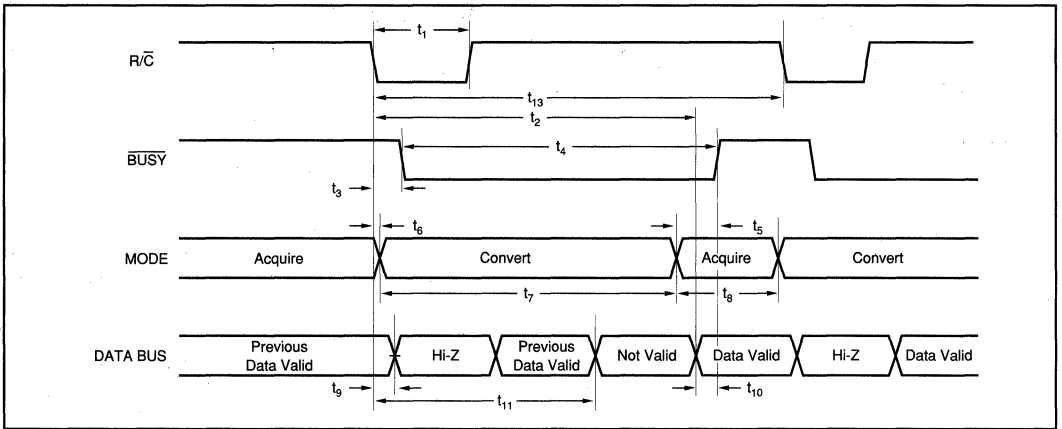 t1
R/C̅
t13
t2
B̅U̅S̅Y̅
t4
t3
t6
t5
MODE
Acquire
Convert
Acquire
Convert
t7
t8
DATA BUS
Previous
Data Valid
Hi-Z
Previous
Data Valid
Not Valid
Data Valid
Hi-Z
Data Valid
t9
t11
t10